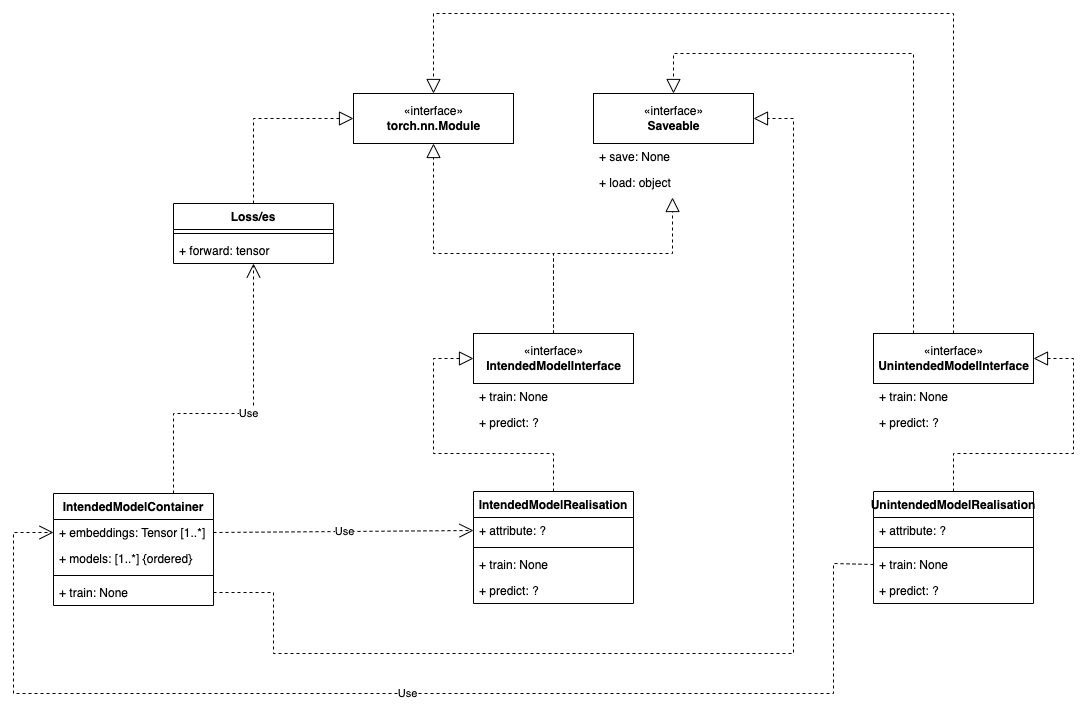 «interface»
torch.nn.Module
«interface»
Saveable
+ save: None
+ load: object
Loss/es
+ forward: tensor
«interface»
IntendedModelInterface
+ train: None
+ predict: ?
«interface»
UnintendedModelInterface
+ train: None
+ predict: ?
Use
IntendedModelContainer
+ embeddings: Tensor [1..*]
+ models: [1..*] {ordered}
+ train: None
Use
IntendedModelRealisation
+ attribute: ?
+ train: None
+ predict: ?
UnintendedModelRealisation
+ attribute: ?
+ train: None
+ predict: ?
Use